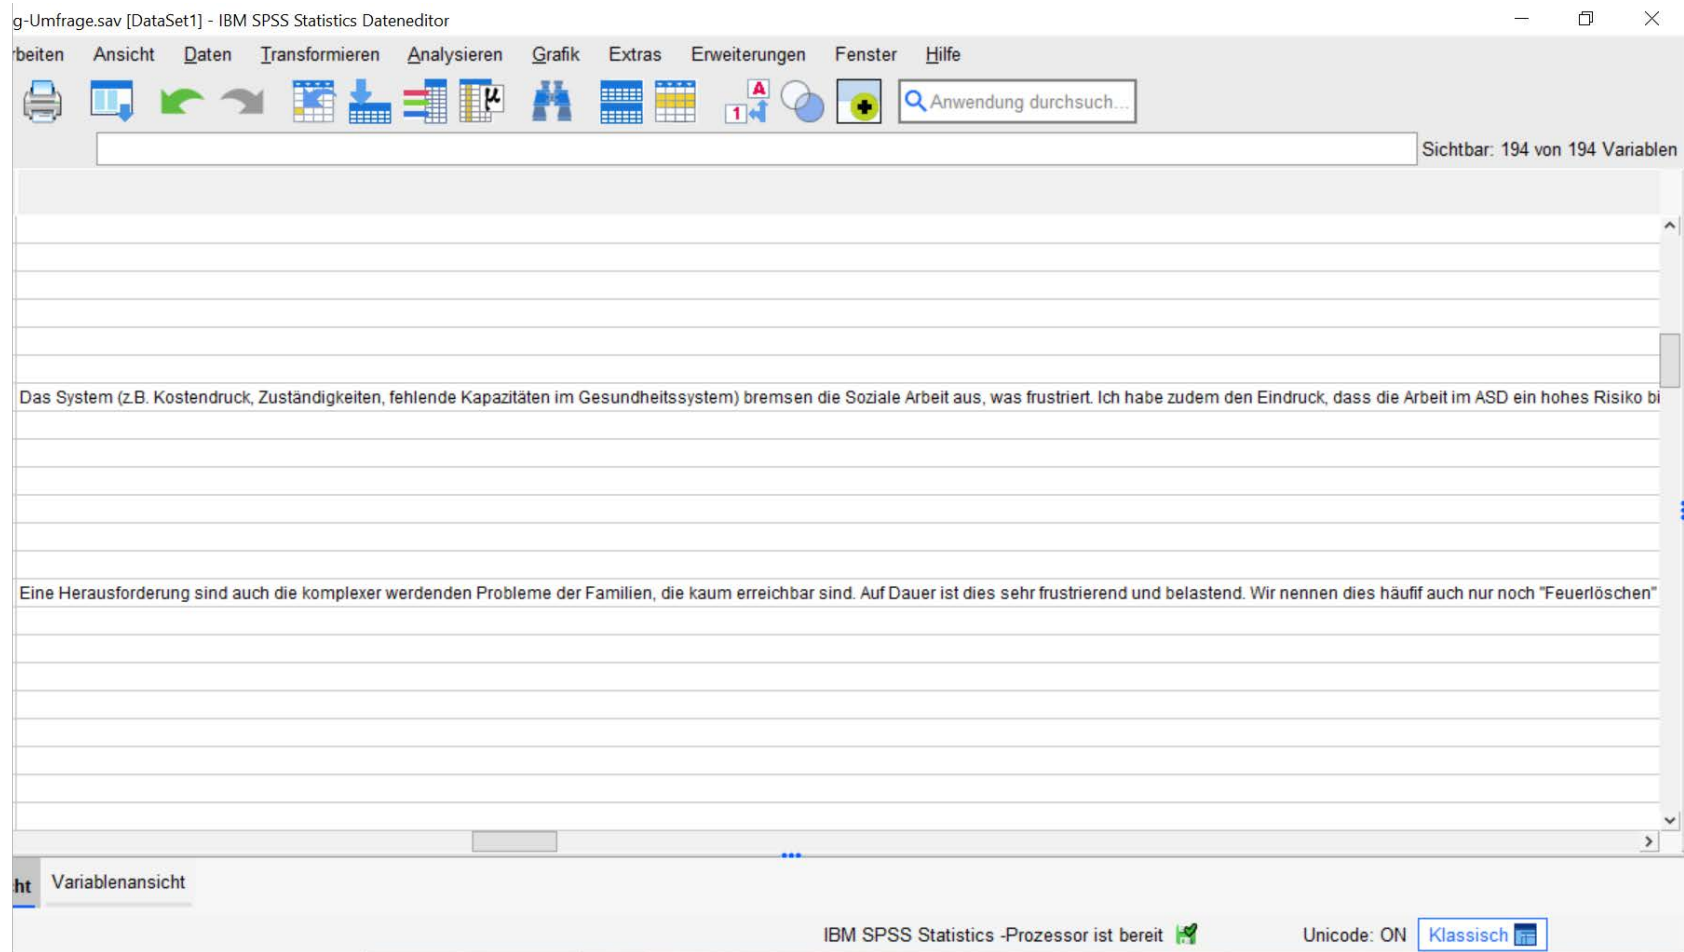 g-Umfrage.sav [DataSet1] - IBM SPSS Statistics Dateneditor
rbeiten Ansicht Daten Transformieren Analysieren Grafik Extras Erweiterungen Fenster Hilfe
μ A 1 Anwendung durchsuch...
Sichtbar: 194 von 194 Variablen
Das System (z.B. Kostendruck, Zuständigkeiten, fehlende Kapazitäten im Gesundheitssystem) bremsen die Soziale Arbeit aus, was frustriert. Ich habe zudem den Eindruck, dass die Arbeit im ASD ein hohes Risiko bi
Eine Herausforderung sind auch die komplexer werdenden Probleme der Familien, die kaum erreichbar sind. Auf Dauer ist dies sehr frustrierend und belastend. Wir nennen dies häufif auch nur noch "Feuerlöschen"
ht Variablenansicht
IBM SPSS Statistics -Prozessor ist bereit Unicode: ON Klassisch